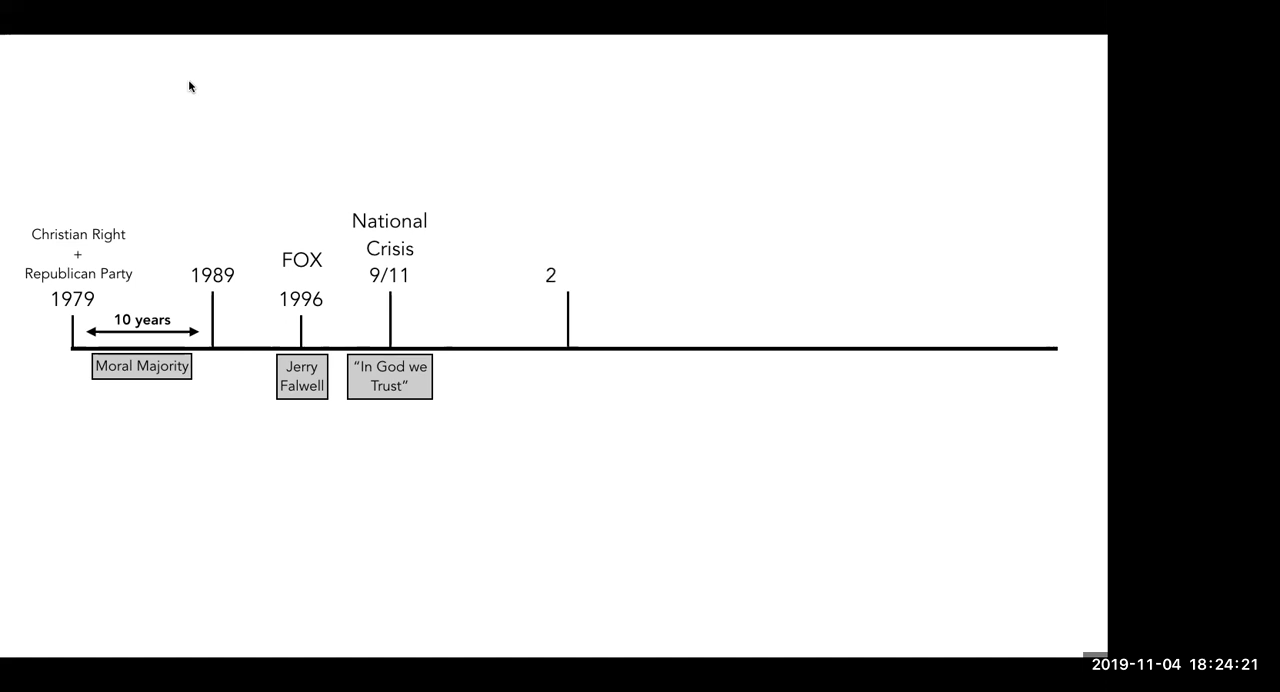 National
Crisis
9/11
Christian Right
+
Republican Party
1979
1989
FOX
1996
2
10 years
Moral Majority
Jerry
Falwell
“In God we
Trust”
2019-11-04 18:24:21